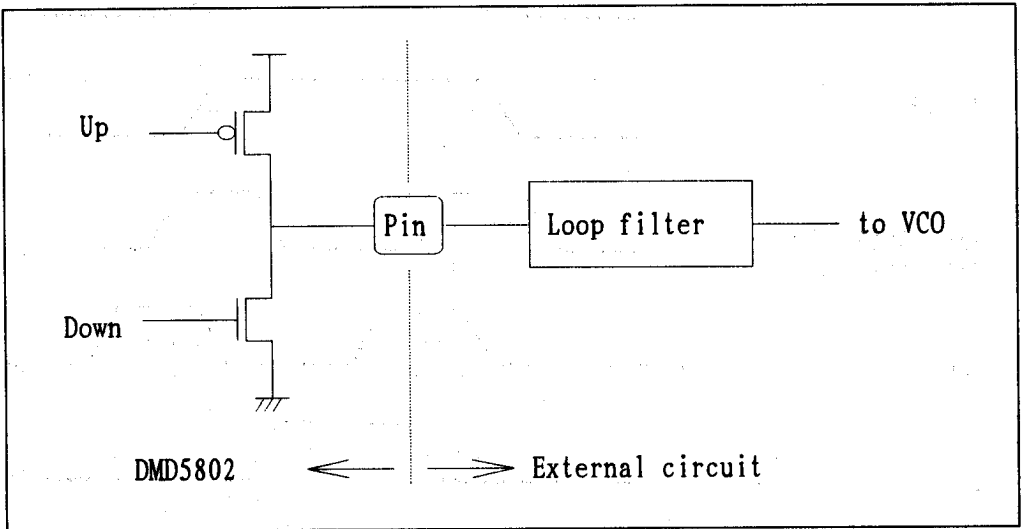 Up
Pin
Loop filter
to VCO
Down
DMD5802
External circuit